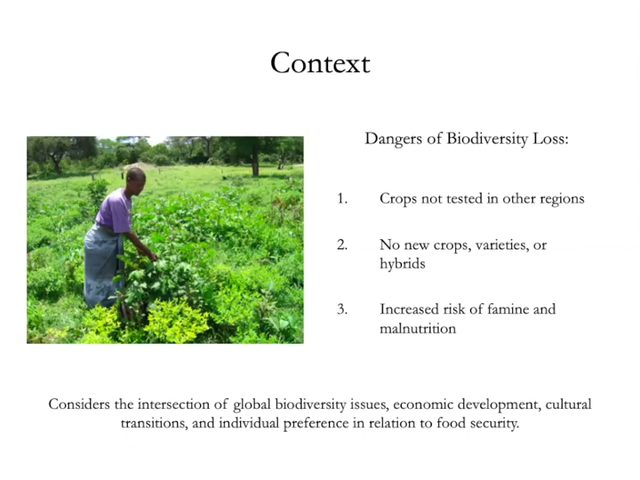 Context
Dangers of Biodiversity Loss:
1. Crops not tested in other regions
2. No new crops, varieties, or
hybrids
3. Increased risk of famine and
malnutrition
Considers the intersection of global biodiversity issues, economic development, cultural
transitions, and individual preference in relation to food security.